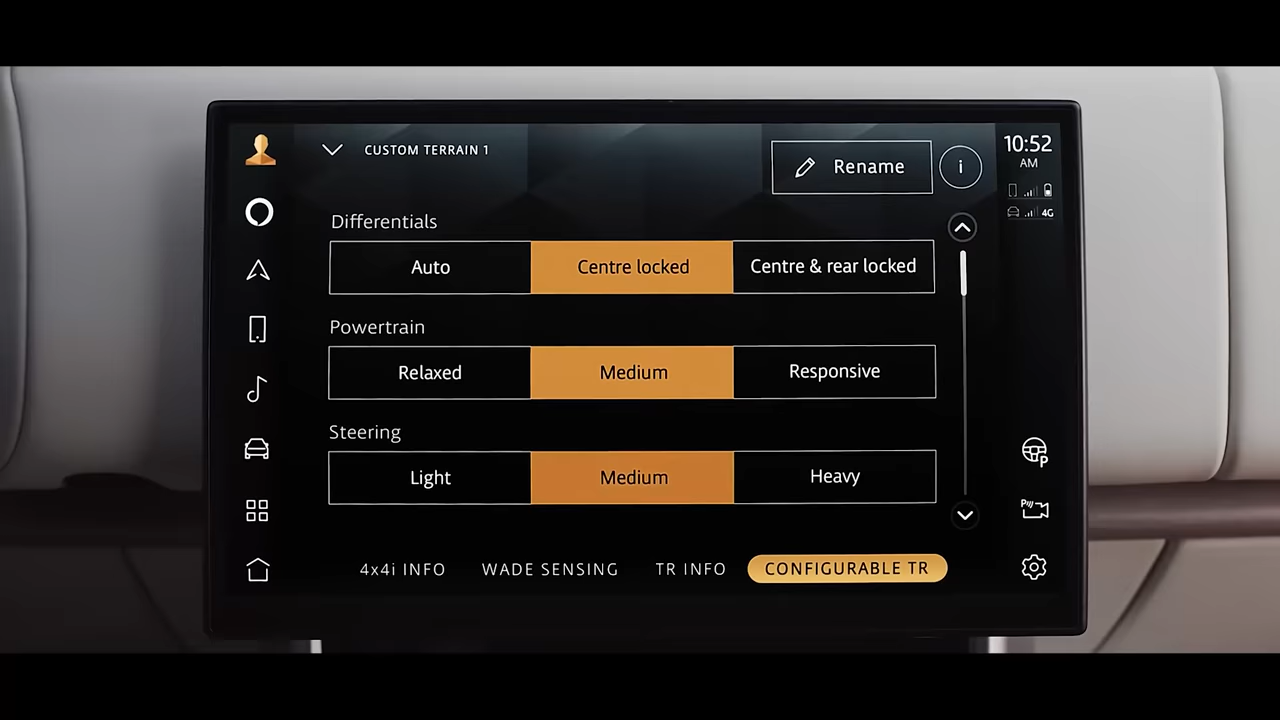 CUSTOM TERRAIN 1
Rename
i
10:52
AM
4G
Differentials
Auto
Centre locked
Centre & rear locked
Powertrain
Relaxed
Medium
Responsive
Steering
Light
Medium
Heavy
P
P
4x4i INFO
WADE SENSING
TR INFO
CONFIGURABLE TR